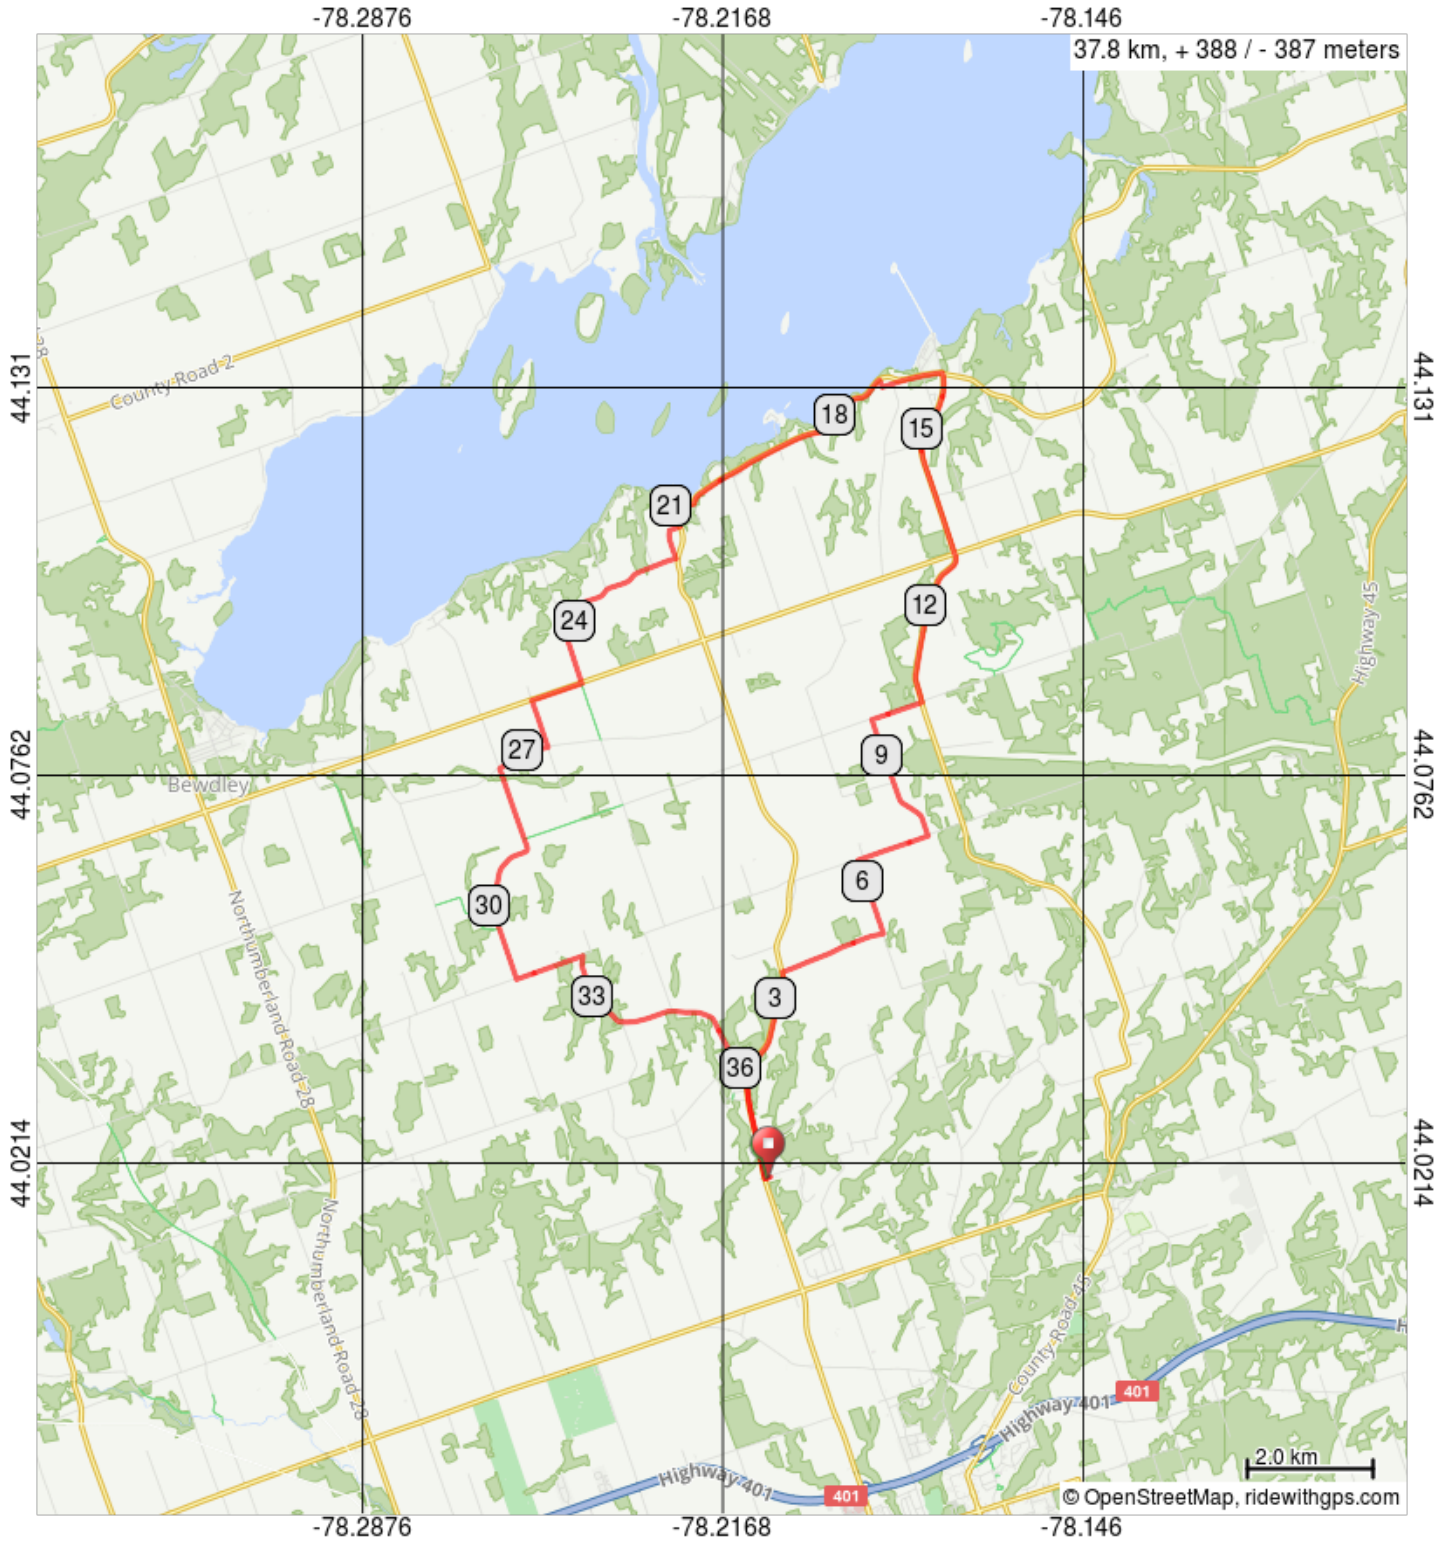 -78.2876 -78.2168 -78.146
37.8 km, + 388 / - 387 meters
28
County Road 2
44.131
44.131
18
15
21
Highway 45
12
24
44.0762
44.0762
27
9
Bewdley
6
30
Northumberland Road 28
33
3
36
44.0214
44.0214
Northumberland Road 28
County Road 45
H
401
Highway 401
2.0 km
Highway 401
401
© OpenStreetMap, ridewithgps.com
-78.2876 -78.2168 -78.146